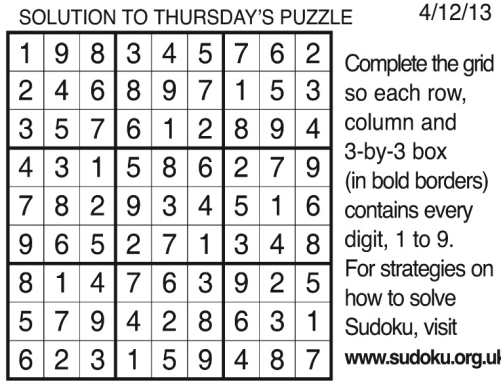 SOLUTION TO THURSDAY'S PUZZLE
4/12/13
1 9 8 3 4 5 7 6 2
2 4 6 8 9 7 1 5 3
3 5 7 6 1 2 8 9 4
4 3 1 5 8 6 2 7 9
7 8 2 9 3 4 5 1 6
9 6 5 2 7 1 3 4 8
8 1 4 7 6 3 9 2 5
5 7 9 4 2 8 6 3 1
6 2 3 1 5 9 4 8 7
Complete the grid
so each row,
column and
3-by-3 box
(in bold borders)
contains every
digit, 1 to 9.
For strategies on
how to solve
Sudoku, visit
www.sudoku.org.uk